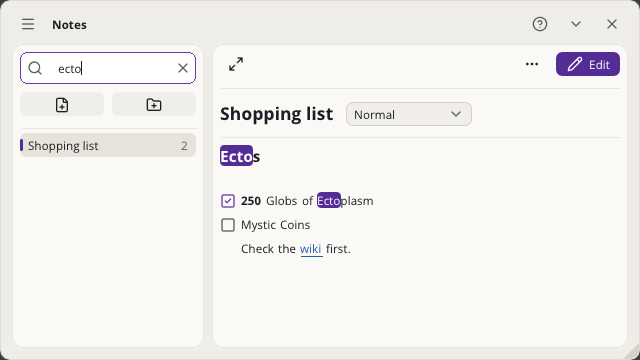 Notes
ecto
Edit
Shopping list
2
Shopping list
Normal
Ectos
250 Globs of Ectoplasm
Mystic Coins
Check the wiki first.